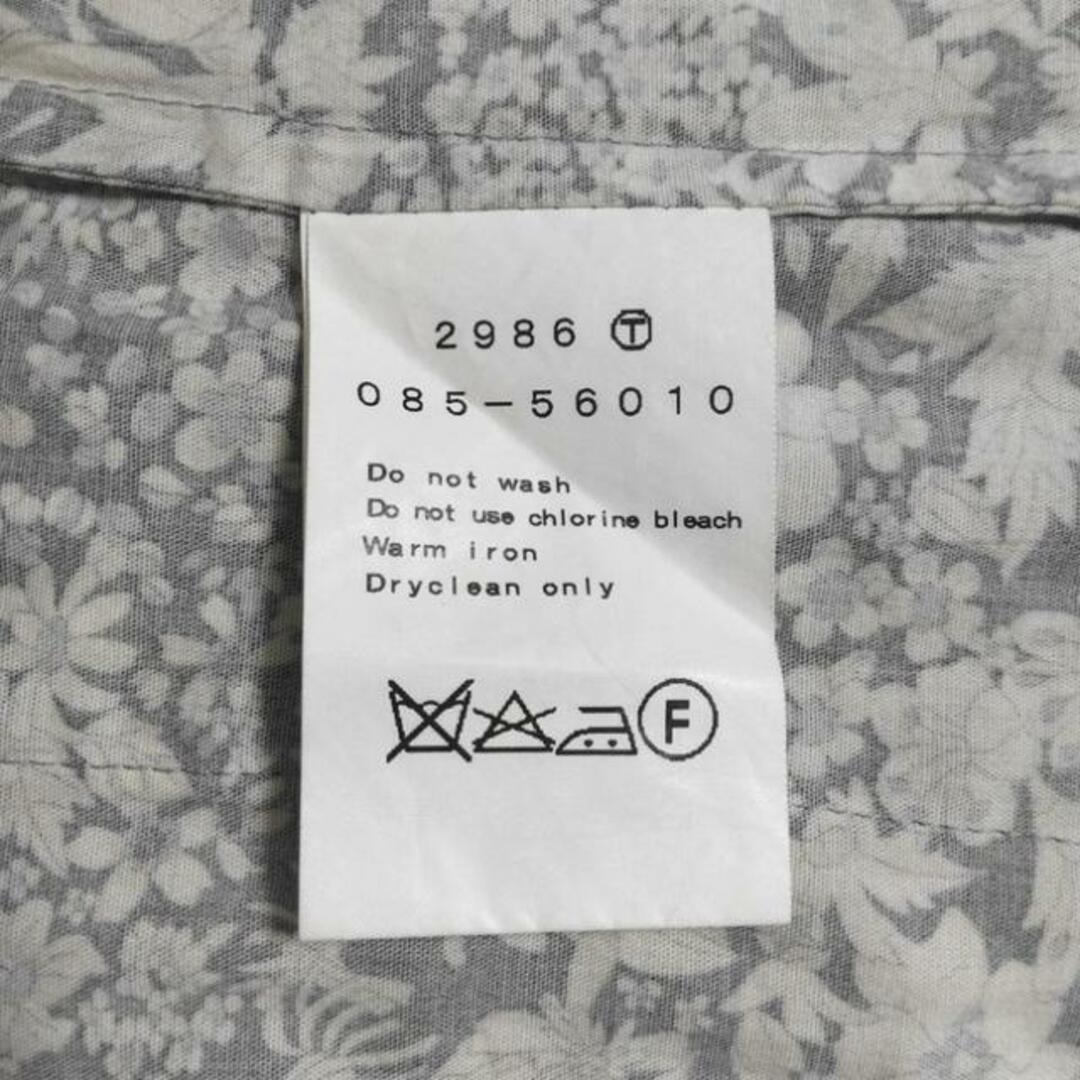 2986 Ⓣ
085-56010
Do not wash
Do not use chlorine bleach
Warm iron
Dryclean only
F